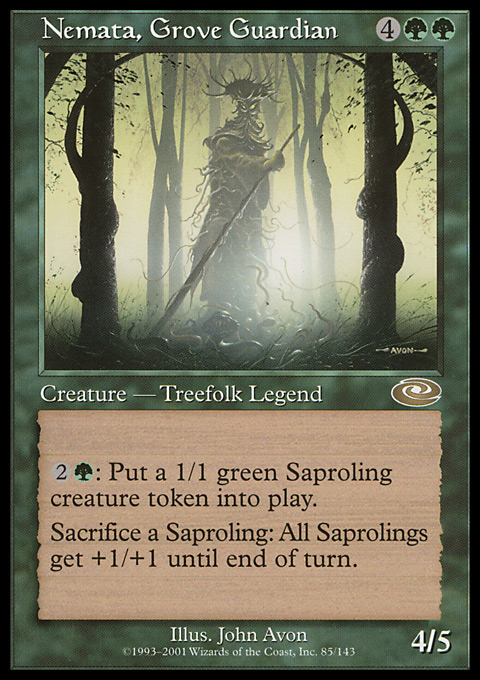 Nemata, Grove Guardian 4
AVON
Creature — Treefolk Legend
2 : Put a 1/1 green Saproling
creature token into play.
Sacrifice a Saproling: All Saprolings
get +1/+1 until end of turn.
Illus. John Avon
©1993–2001 Wizards of the Coast, Inc. 85/143
4/5